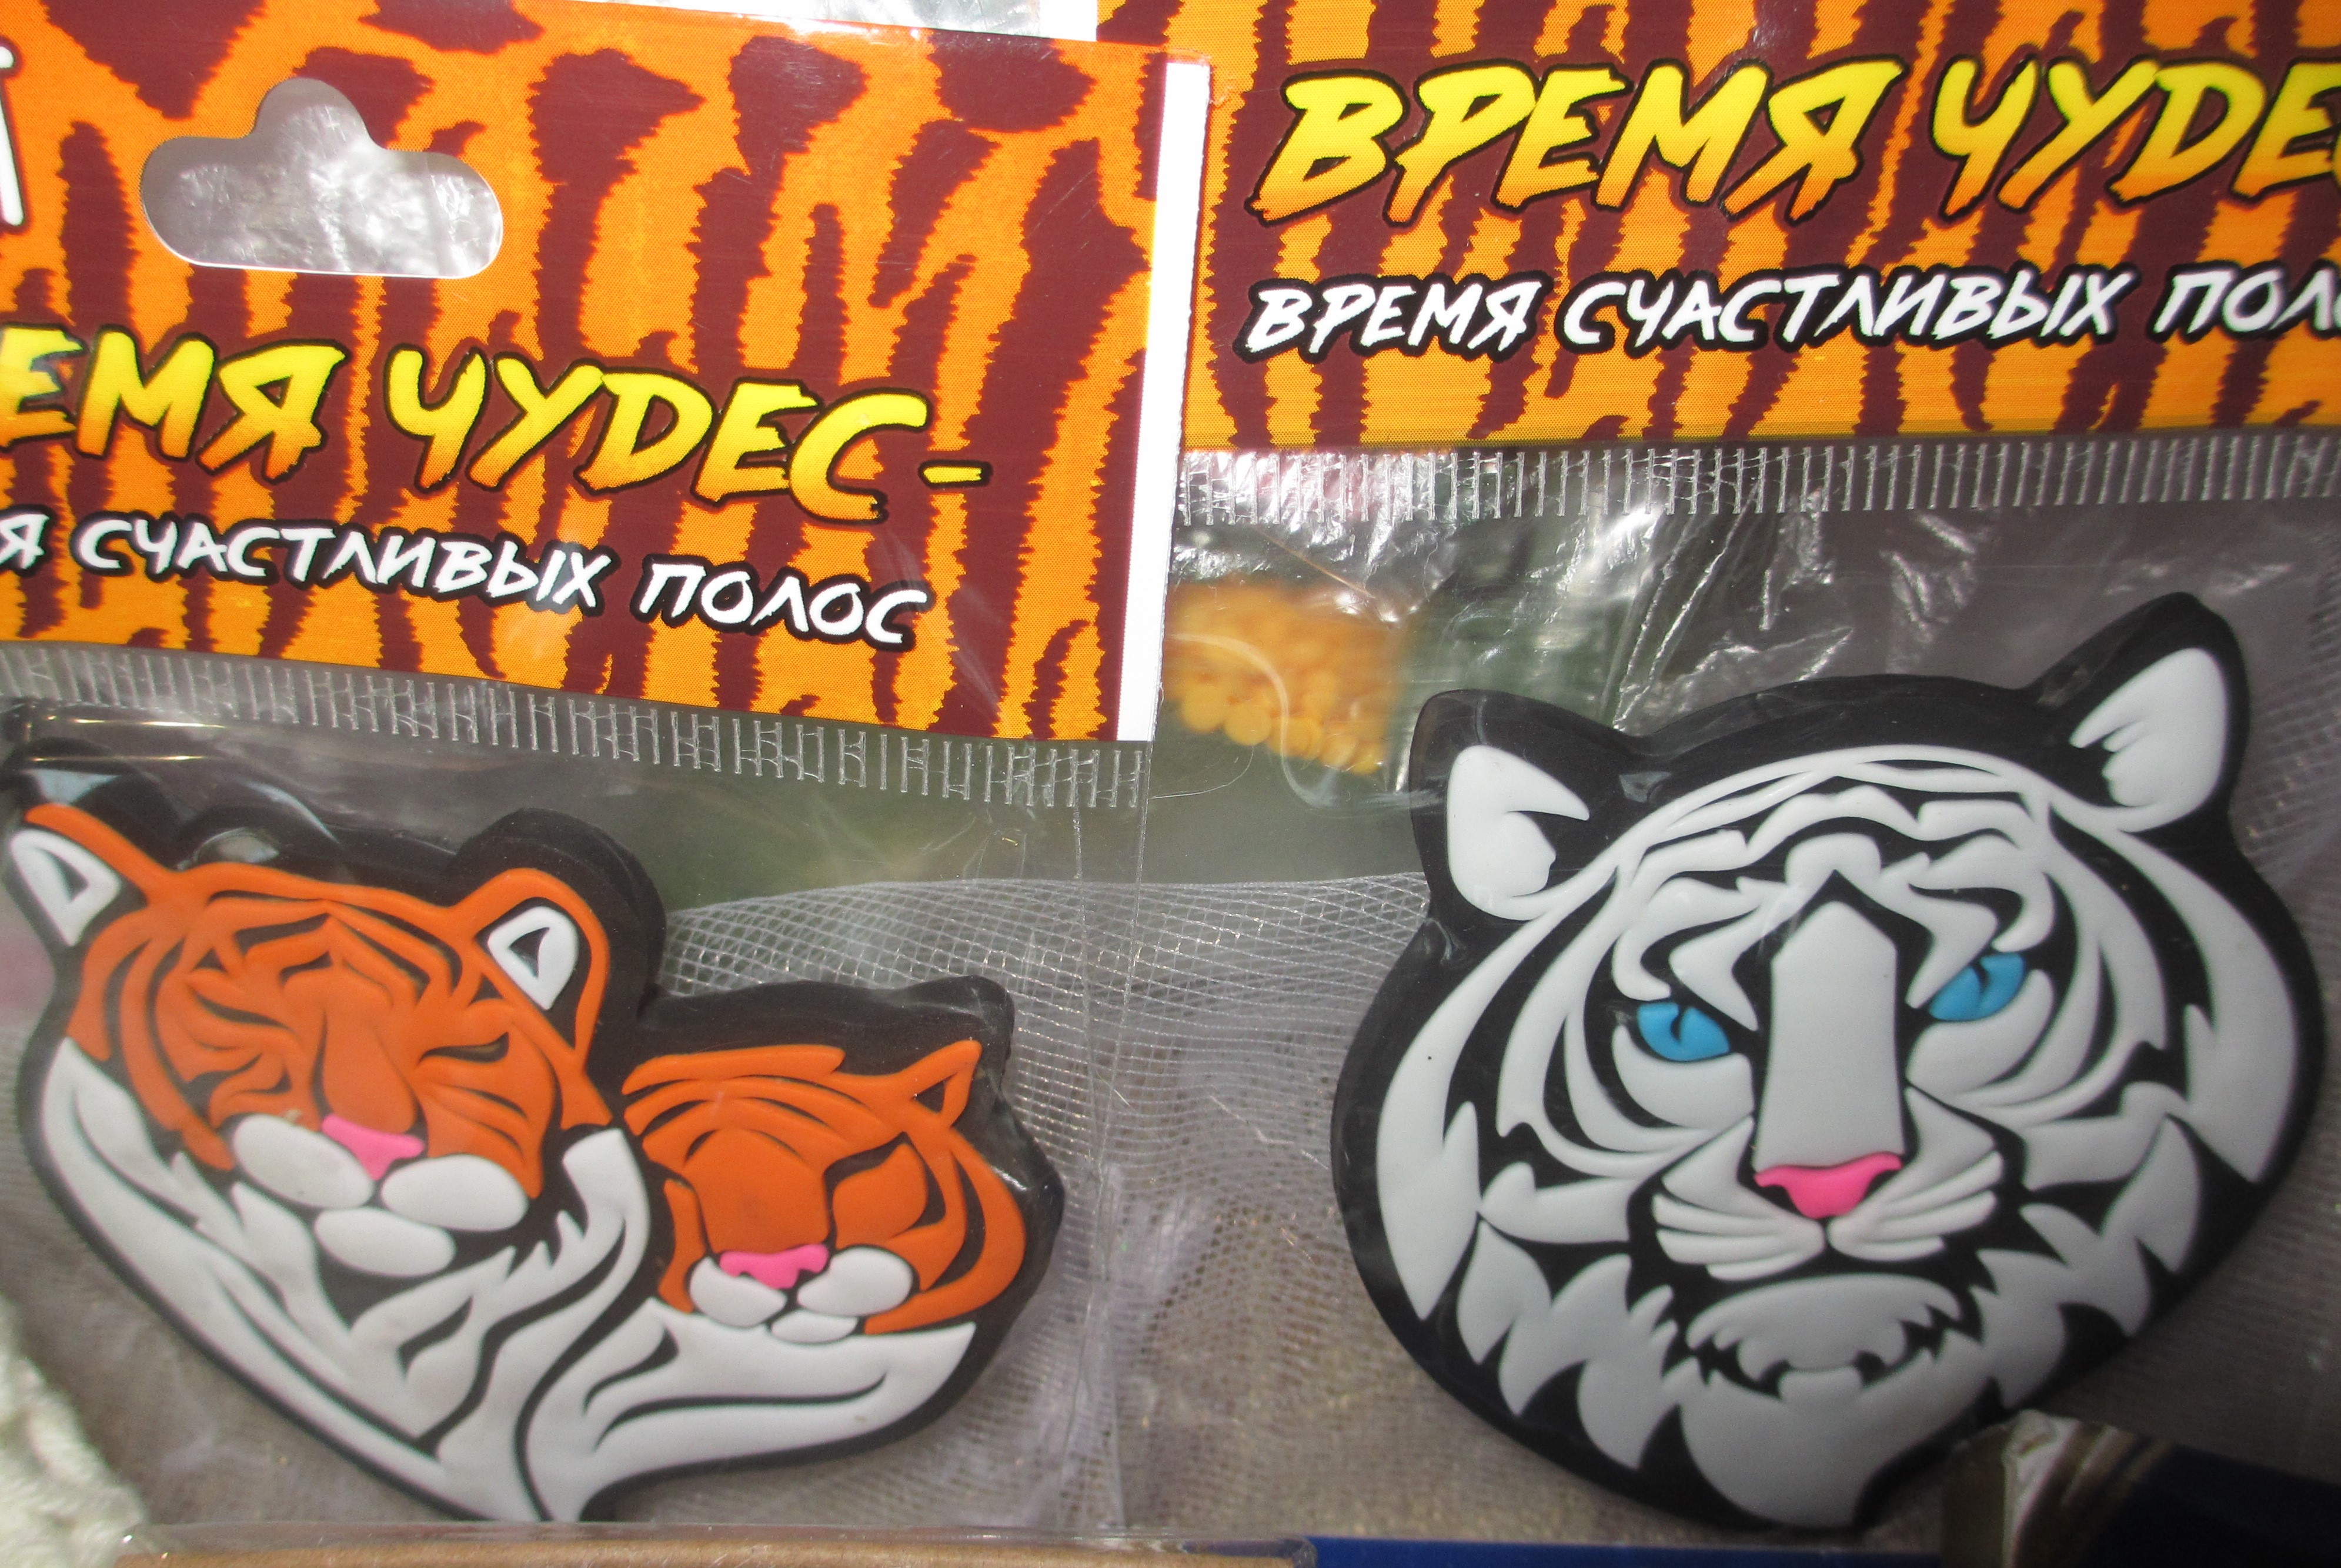 ЕМЯ ЧУДЕС-
Я СЧАСТЛИВЫХ ПОЛОС
ВРЕМЯ ЧУДЕ
ВРЕМЯ СЧАСТЛИВЫХ ПОЛ